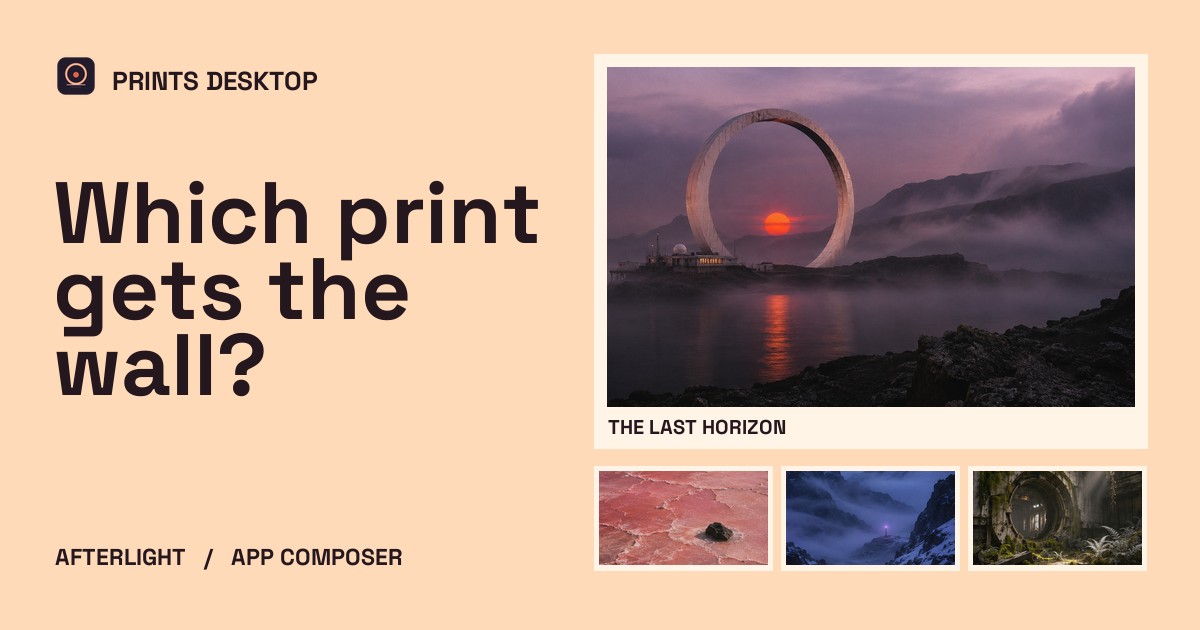 PRINTS DESKTOP
Which print
gets the
wall?
THE LAST HORIZON
AFTERLIGHT / APP COMPOSER